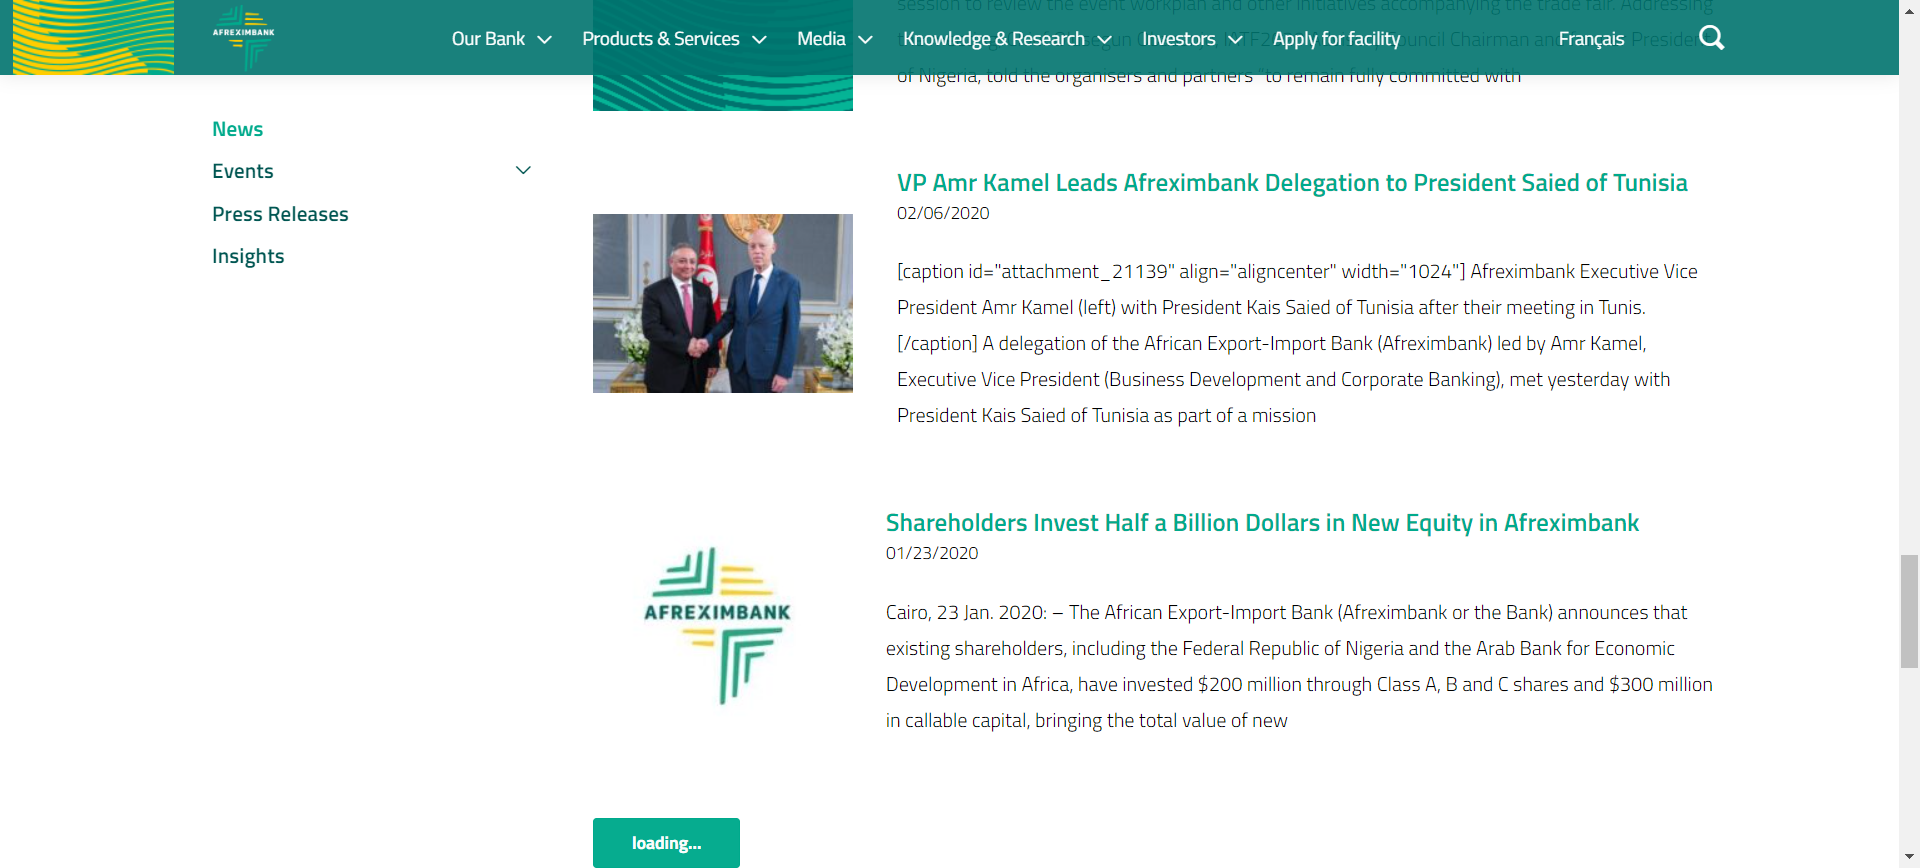 AFREXIMBANK
Our Bank
Products & Services
Media
Knowledge & Research
Investors
Apply for facility
Français
session to review the event workplan and other initiatives accompanying the trade fair. Addressing
Council Chairman
of Nigeria, told the organisers and partners "to remain fully committed with
News
Events
Press Releases
Insights
VP Amr Kamel Leads Afreximbank Delegation to President Saied of Tunisia
02/06/2020
[caption id="attachment_21139" align="aligncenter" width="1024"] Afreximbank Executive Vice
President Amr Kamel (left) with President Kais Saied of Tunisia after their meeting in Tunis.
[/caption] A delegation of the African Export-Import Bank (Afreximbank) led by Amr Kamel,
Executive Vice President (Business Development and Corporate Banking), met yesterday with
President Kais Saied of Tunisia as part of a mission
Shareholders Invest Half a Billion Dollars in New Equity in Afreximbank
01/23/2020
AFREXIMBANK
Cairo, 23 Jan. 2020: – The African Export-Import Bank (Afreximbank or the Bank) announces that
existing shareholders, including the Federal Republic of Nigeria and the Arab Bank for Economic
Development in Africa, have invested $200 million through Class A, B and C shares and $300 million
in callable capital, bringing the total value of new
loading...